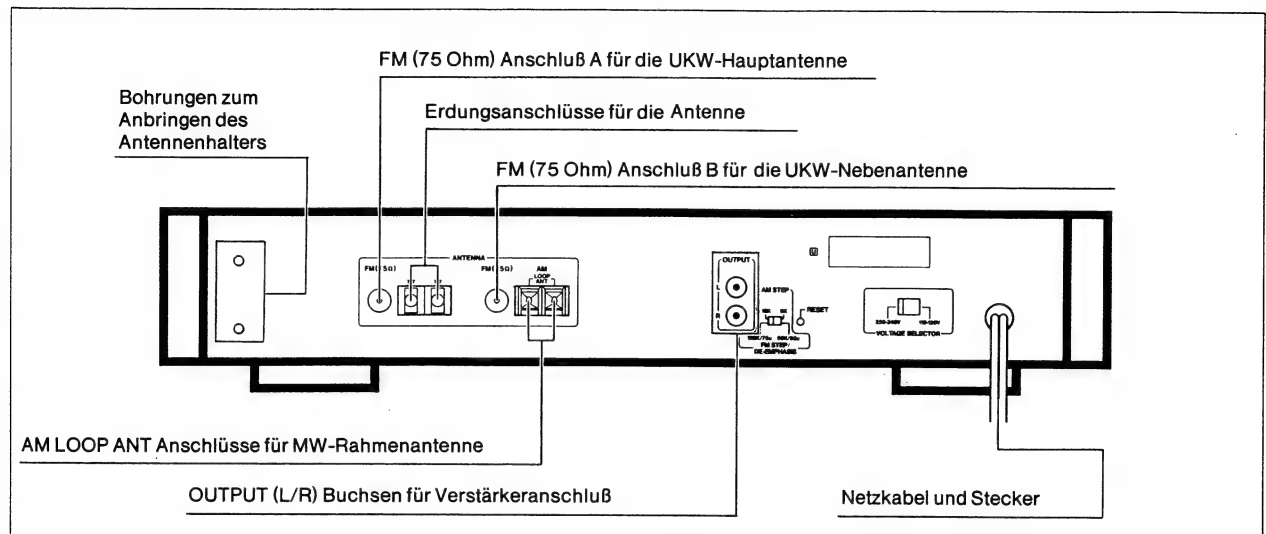 FM (75 Ohm) Anschluß A für die UKW-Hauptantenne
Bohrungen zum
Anbringen des
Antennenhalters
Erdungsanschlüsse für die Antenne
FM (75 Ohm) Anschluß B für die UKW-Nebenantenne
ANTENNA
FM (75Ω)
FM (75Ω)
AM
LOOP
ANT
OUTPUT
L
R
AM STEP
RESET
FM STEP/
DE-EMPHASIS
U
VOLTAGE SELECTOR
AM LOOP ANT Anschlüsse für MW-Rahmenantenne
OUTPUT (L/R) Buchsen für Verstärkeranschluß
Netzkabel und Stecker